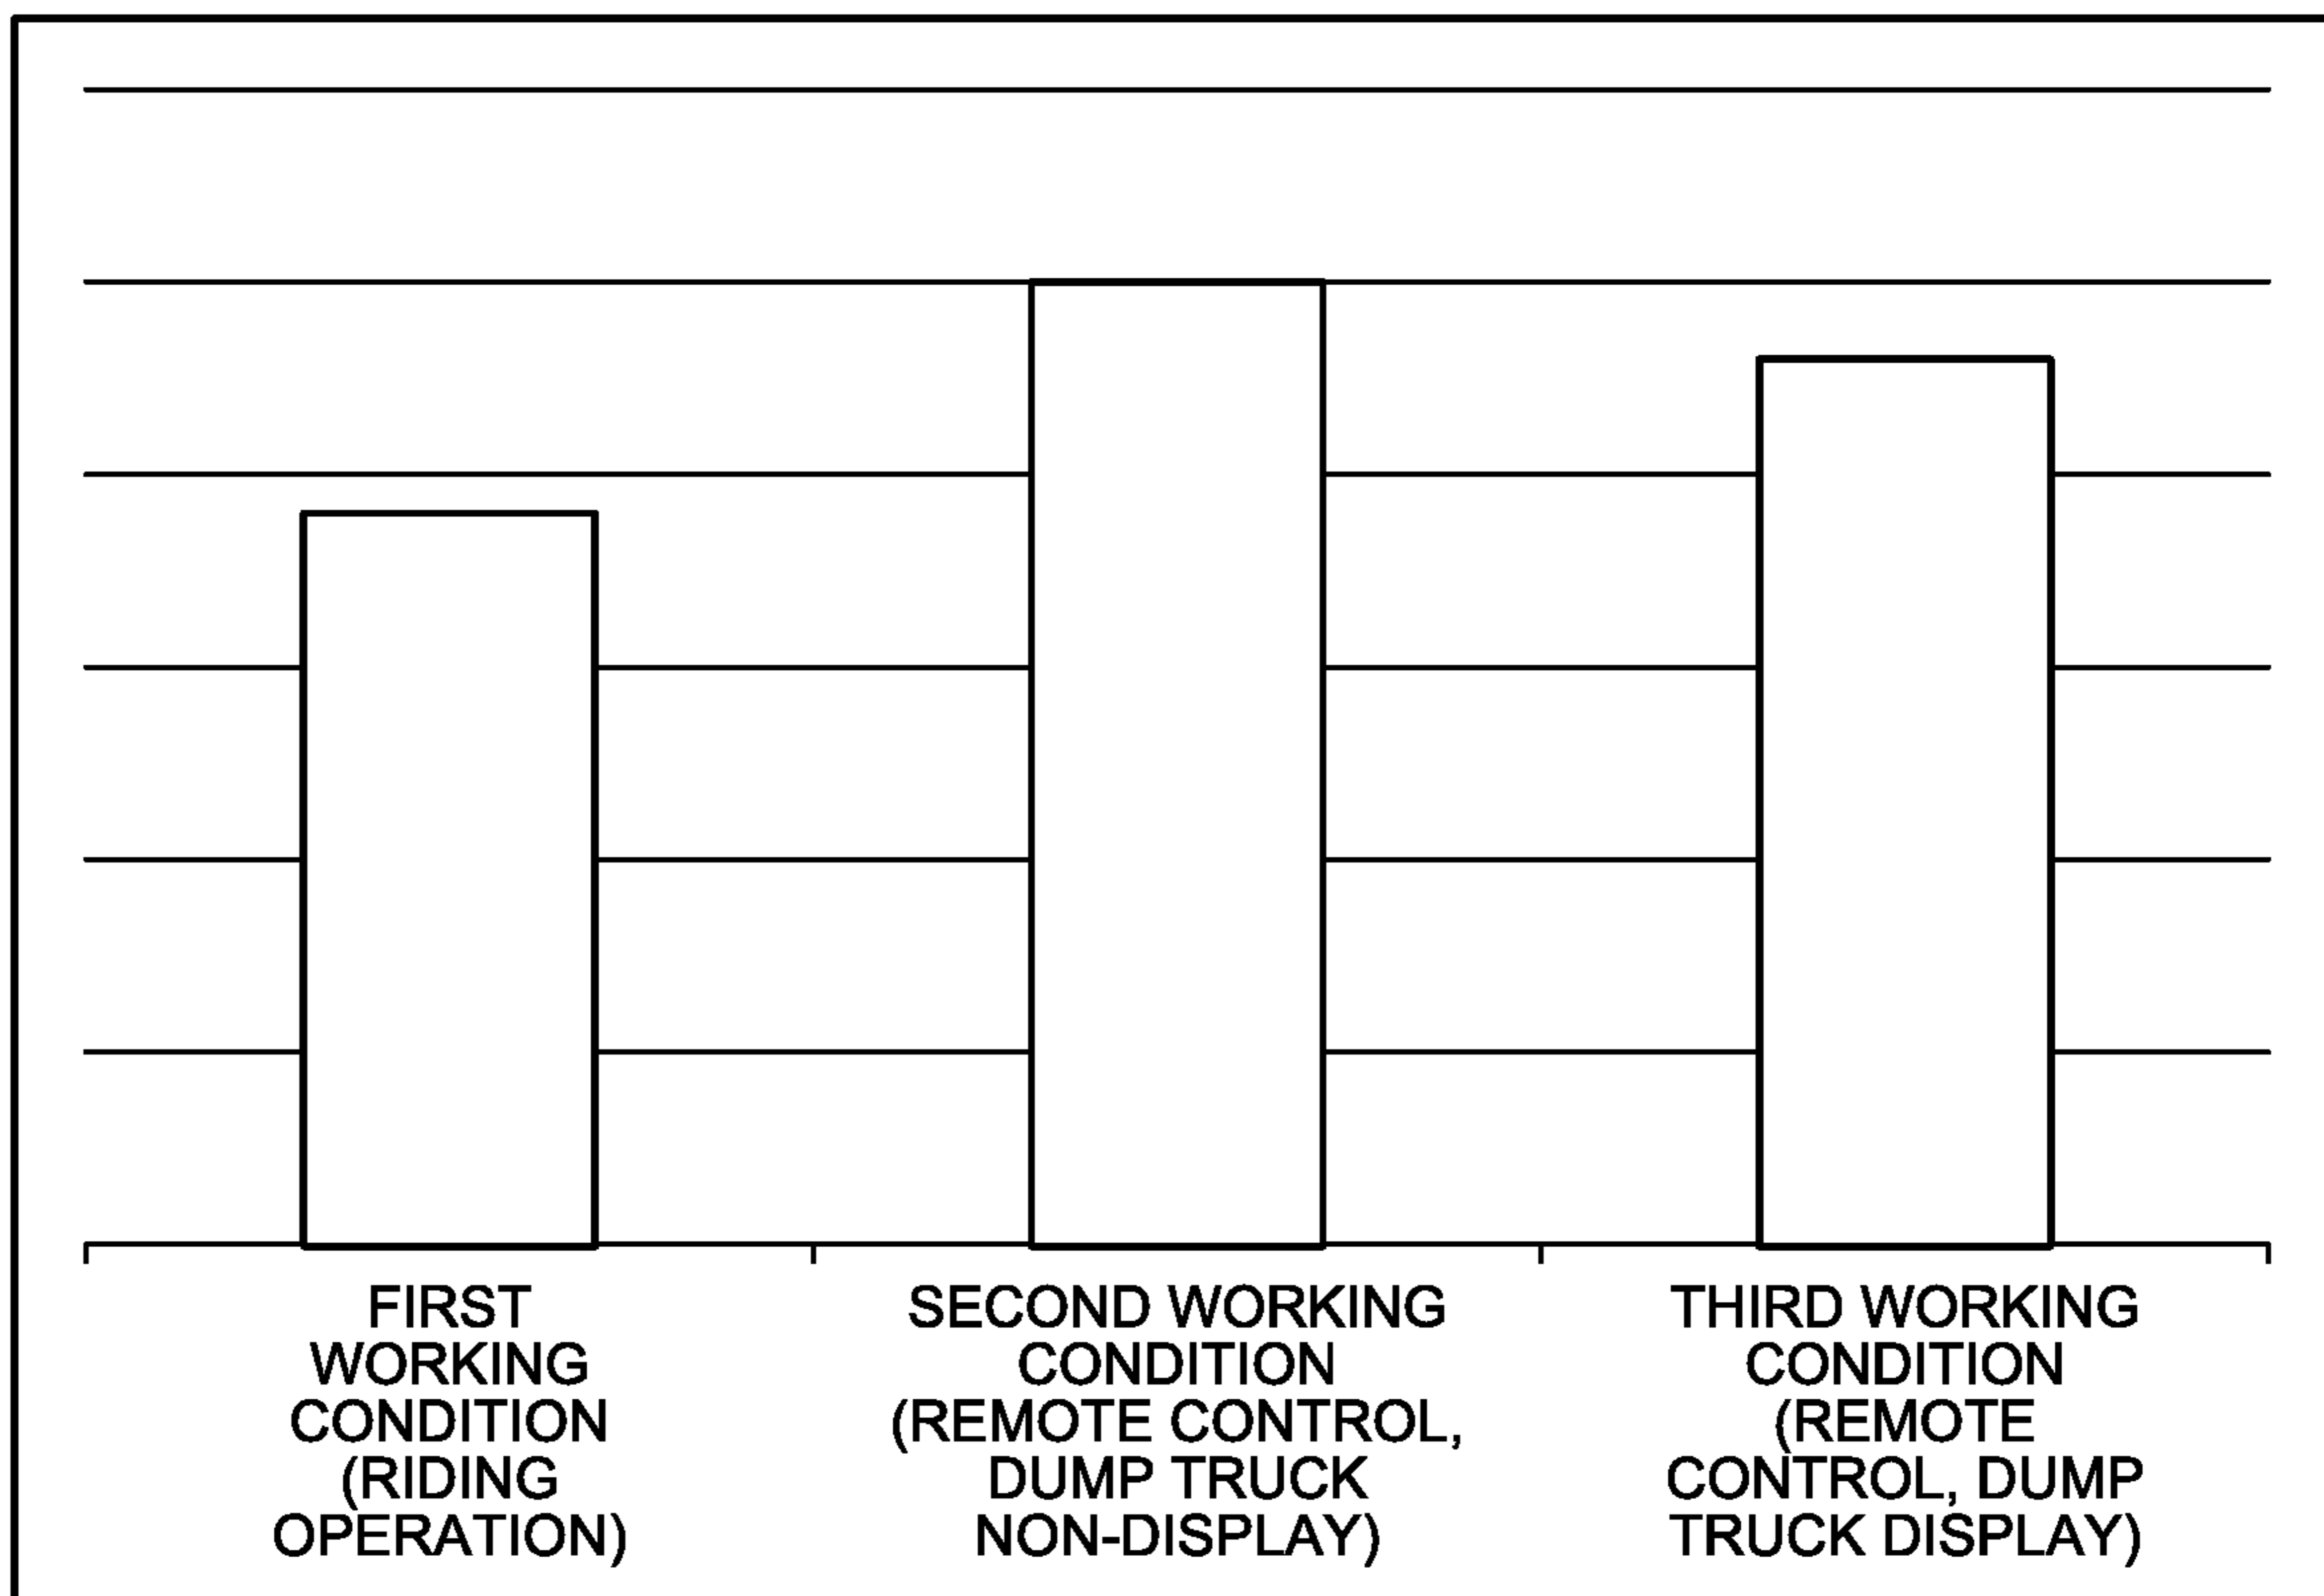 FIRST
WORKING
CONDITION
(RIDING
OPERATION)
SECOND WORKING
CONDITION
(REMOTE CONTROL,
DUMP TRUCK
NON-DISPLAY)
THIRD WORKING
CONDITION
(REMOTE
CONTROL, DUMP
TRUCK DISPLAY)